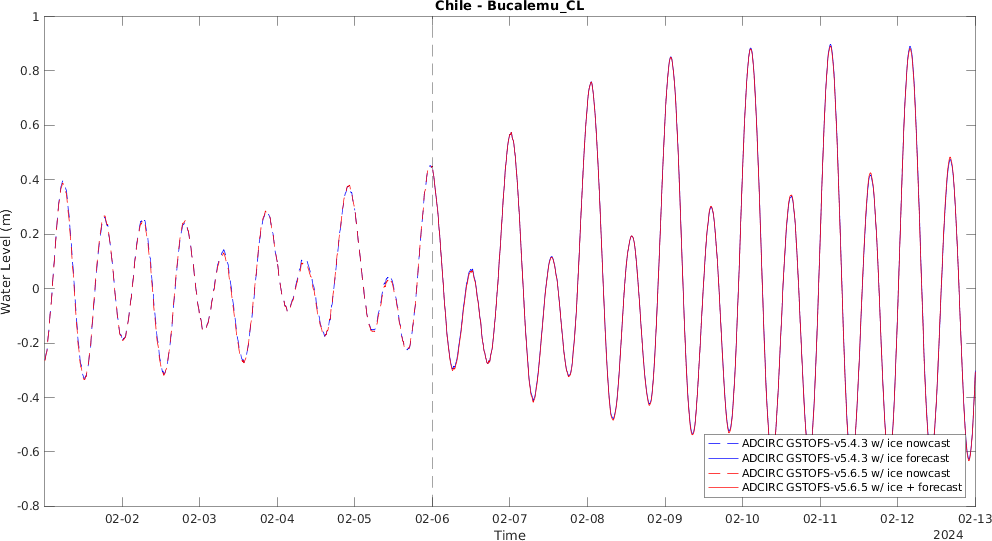 Chile - Bucalemu_CL
Water Level (m)
1
0.8
0.6
0.4
0.2
0
-0.2
-0.4
-0.6
-0.8
ADCIRC GSTOFS-v5.4.3 w/ ice nowcast
ADCIRC GSTOFS-v5.4.3 w/ ice forecast
ADCIRC GSTOFS-v5.6.5 w/ ice nowcast
ADCIRC GSTOFS-v5.6.5 w/ ice + forecast
02-02 02-03 02-04 02-05 02-06 02-07 02-08 02-09 02-10 02-11 02-12 02-13
Time
2024